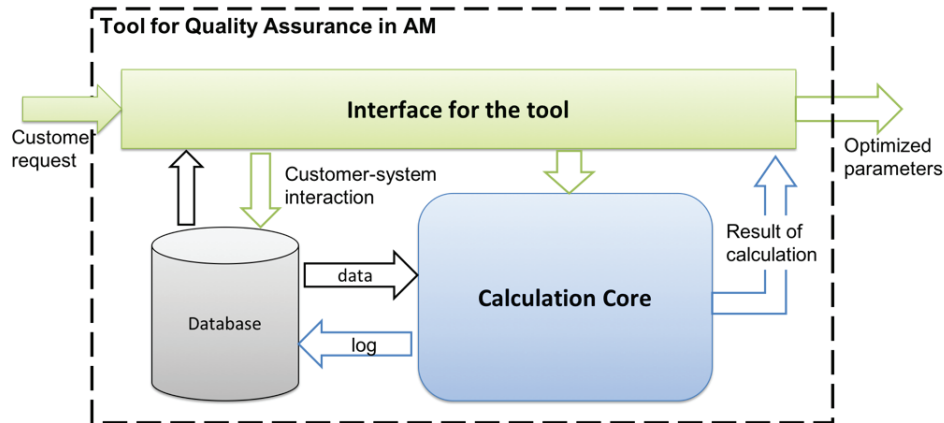 Tool for Quality Assurance in AM
Interface for the tool
Customer
request
Optimized
parameters
Customer-system
interaction
Result of
calculation
data
Calculation Core
Database
log